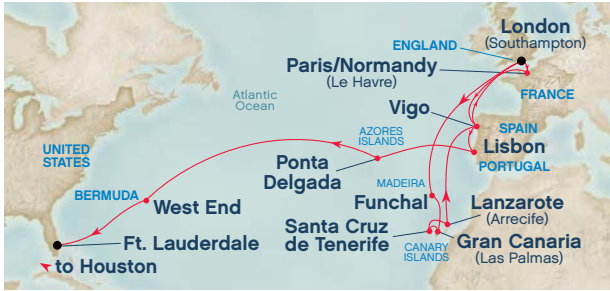 London
(Southampton)
ENGLAND
Paris/Normandy
(Le Havre)
FRANCE
Atlantic
Ocean
Vigo
SPAIN
AZORES
ISLANDS
Lisbon
PORTUGAL
UNITED
STATES
Ponta
Delgada
MADEIRA
BERMUDA
West End
Funchal
Lanzarote
(Arrecife)
Santa Cruz
de Tenerife
CANARY
ISLANDS
Gran Canaria
(Las Palmas)
Ft. Lauderdale
to Houston